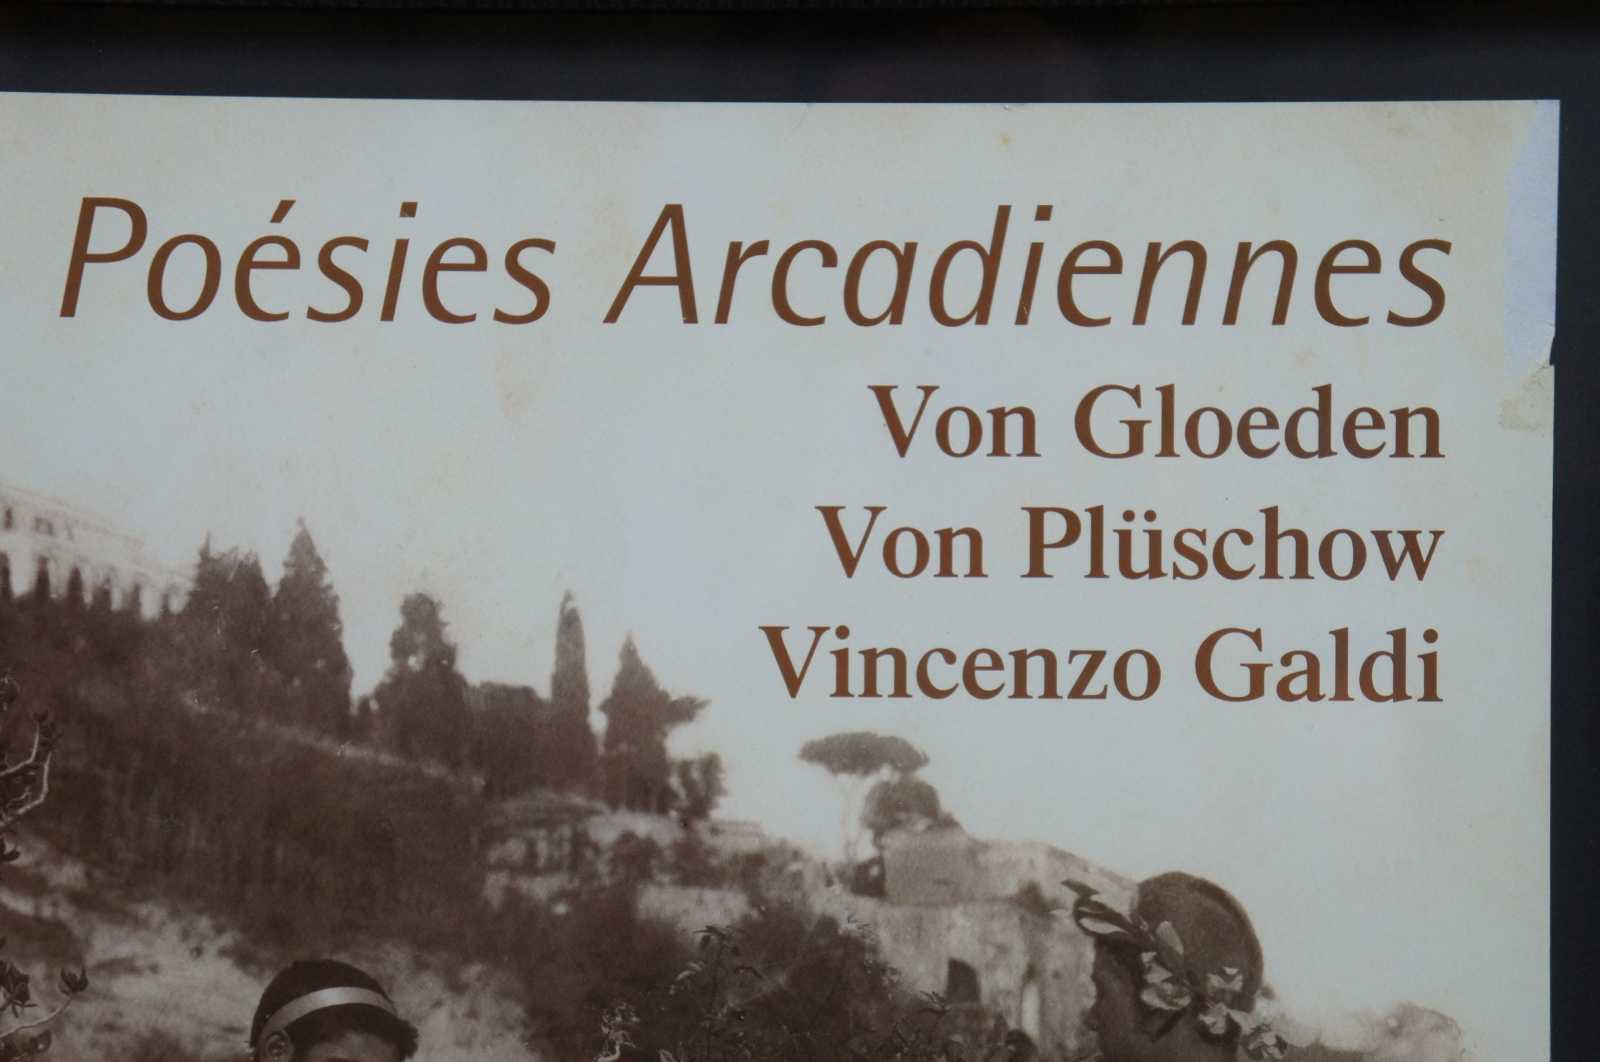 Poésies Arcadiennes
Von Gloeden
Von Plüschow
Vincenzo Galdi